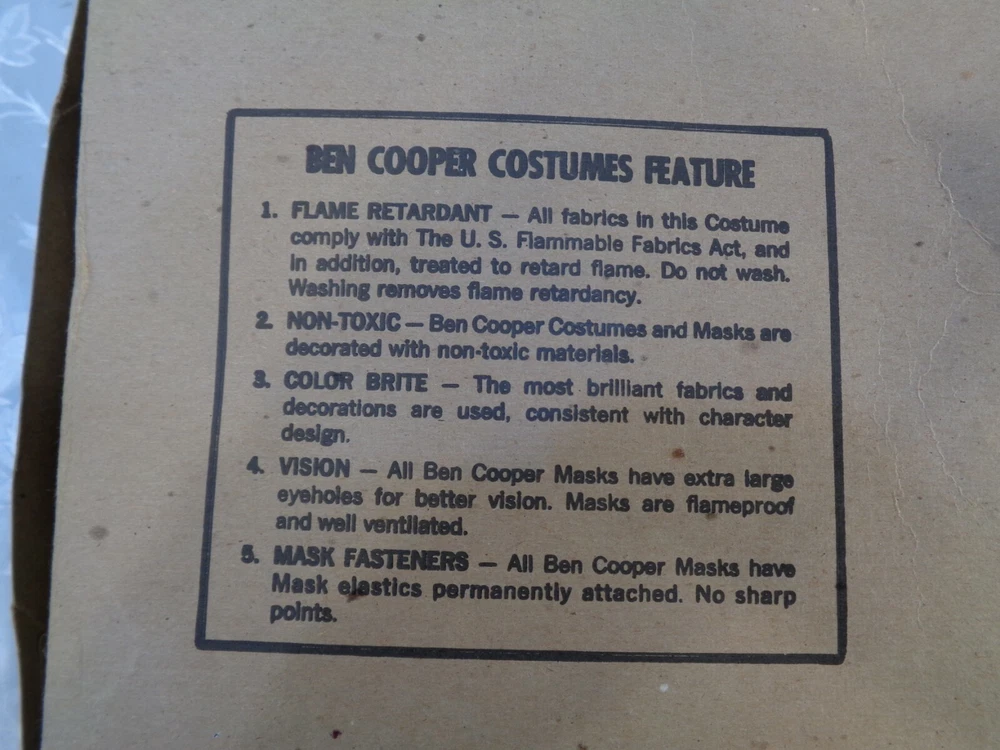 BEN COOPER COSTUMES FEATURE
1. FLAME RETARDANT — All fabrics in this Costume
comply with The U. S. Flammable Fabrics Act, and
in addition, treated to retard flame. Do not wash.
Washing removes flame retardancy.
2. NON-TOXIC — Ben Cooper Costumes and Masks are
decorated with non-toxic materials.
3. COLOR BRITE — The most brilliant fabrics and
decorations are used, consistent with character
design.
4. VISION — All Ben Cooper Masks have extra large
eyeholes for better vision. Masks are flameproof
and well ventilated.
5. MASK FASTENERS — All Ben Cooper Masks have
Mask elastics permanently attached. No sharp
points.